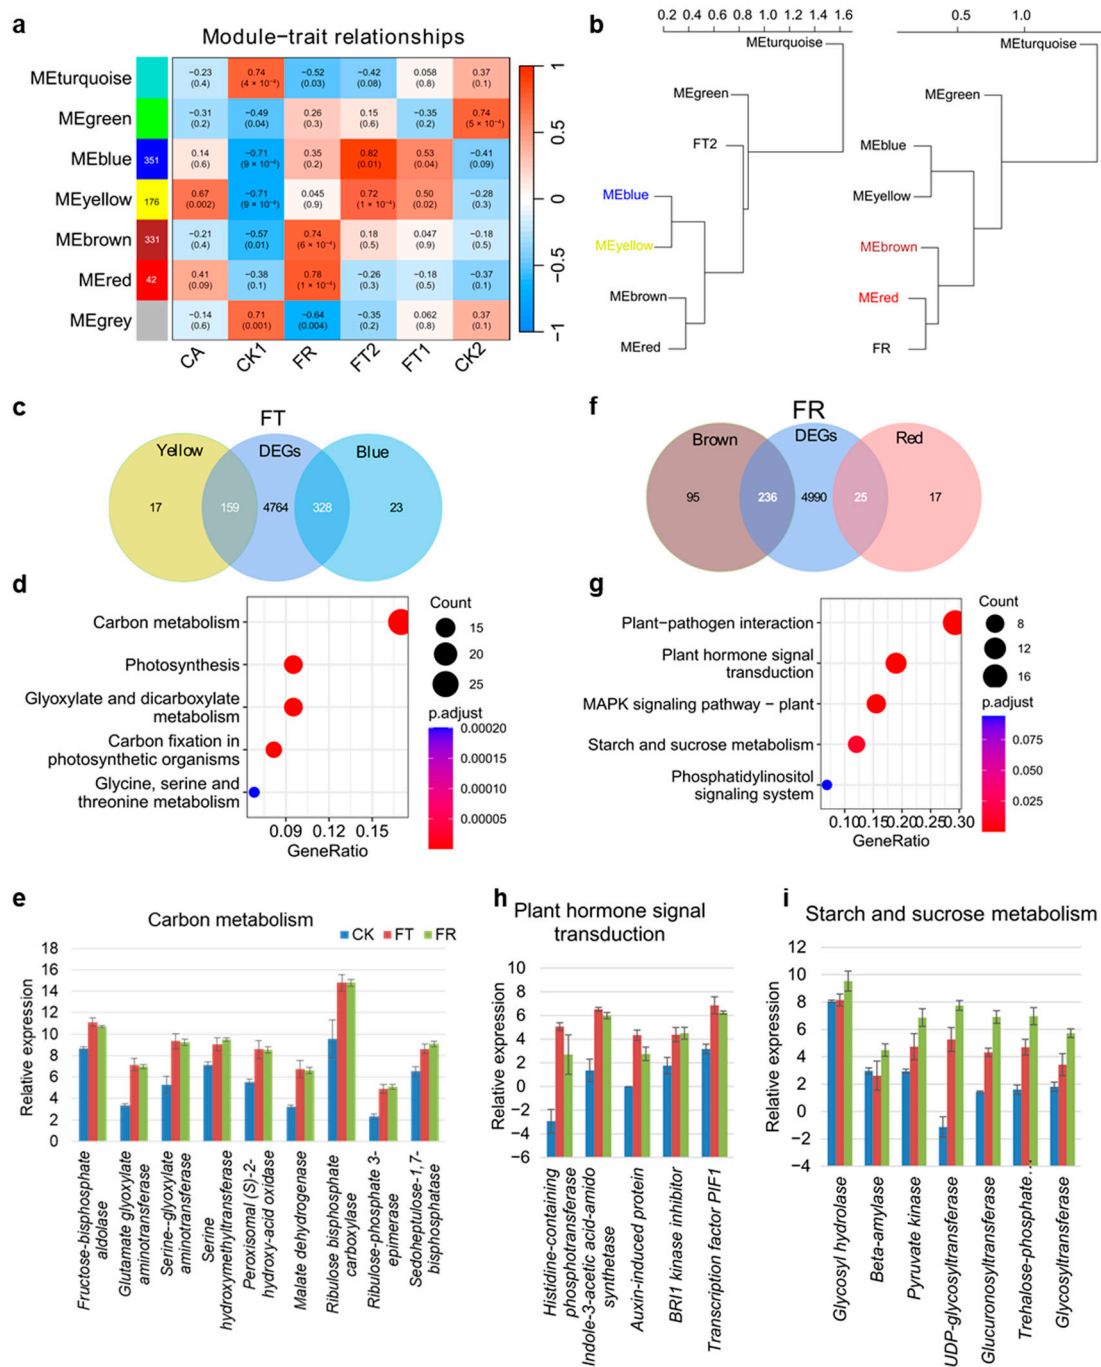 a
Module−trait relationships
MEturquoise −0.23 0.74 −0.52 −0.42 0.058 0.37
(0.4) (4 × 10⁻⁴) (0.03) (0.08) (0.8) (0.1)
MEgreen −0.31 −0.49 0.26 0.15 −0.35 0.74
(0.2) (0.04) (0.3) (0.6) (0.2) (5 × 10⁻⁴)
MEblue 351 0.14 −0.71 0.35 0.82 0.53 −0.41
(0.6) (9 × 10⁻⁴) (0.2) (0.01) (0.04) (0.09)
MEyellow 176 0.67 −0.71 0.045 0.72 0.50 −0.28
(0.002) (9 × 10⁻⁴) (0.9) (1 × 10⁻⁴) (0.02) (0.3)
MEbrown 331 −0.21 −0.57 0.74 0.18 0.047 −0.18
(0.4) (0.01) (6 × 10⁻⁴) (0.5) (0.9) (0.5)
MEred 42 0.41 −0.38 0.78 −0.26 −0.18 −0.37
(0.09) (0.1) (1 × 10⁻⁴) (0.3) (0.5) (0.1)
MEgrey −0.14 0.71 −0.64 −0.35 0.062 0.37
(0.6) (0.001) (0.004) (0.2) (0.8) (0.1)
CA CK1 FR FT2 FT1 CK2
1
0.5
0
−0.5
−1
b
0.2 0.4 0.6 0.8 1.0 1.2 1.4 1.6
MEturquoise
MEgreen
FT2
MEblue
MEyellow
MEbrown
MEred
0.5 1.0
MEturquoise
MEgreen
MEblue
MEyellow
MEbrown
MEred
FR
c
FT
Yellow DEGs Blue
17 159 4764 328 23
f
FR
Brown DEGs Red
95 236 4990 25 17
d
Carbon metabolism
Photosynthesis
Glyoxylate and dicarboxylate
metabolism
Carbon fixation in
photosynthetic organisms
Glycine, serine and
threonine metabolism
0.09 0.12 0.15
GeneRatio
Count
15
20
25
p.adjust
0.00020
0.00015
0.00010
0.00005
g
Plant−pathogen interaction
Plant hormone signal
transduction
MAPK signaling pathway − plant
Starch and sucrose metabolism
Phosphatidylinositol
signaling system
0.10 0.15 0.20 0.25 0.30
GeneRatio
Count
8
12
16
p.adjust
0.075
0.050
0.025
e
Carbon metabolism
CK FT FR
Relative expression
18
16
14
12
10
8
6
4
2
0
Fructose-bisphosphate
aldolase
Glutamate glyoxylate
aminotransferase
Serine--glyoxylate
aminotransferase
Serine
hydroxymethyltransferase
Peroxisomal (S)-2-
hydroxy-acid oxidase
Malate dehydrogenase
Ribulose bisphosphate
carboxylase
Ribulose-phosphate 3-
epimerase
Sedoheptulose-1,7-
bisphosphatase
h
Plant hormone signal
transduction
Relative expression
10
8
6
4
2
0
−2
−4
−6
Histidine-containing
phosphotransferase
Indole-3-acetic acid-amido
synthetase
Auxin-induced protein
BRI1 kinase inhibitor
Transcription factor PIF1
i
Starch and sucrose metabolism
Relative expression
12
10
8
6
4
2
0
−2
−4
Glycosyl hydrolase
Beta-amylase
Pyruvate kinase
UDP-glycosyltransferase
Glucuronosyltransferase
Trehalose-phosphate…
Glycosyltransferase